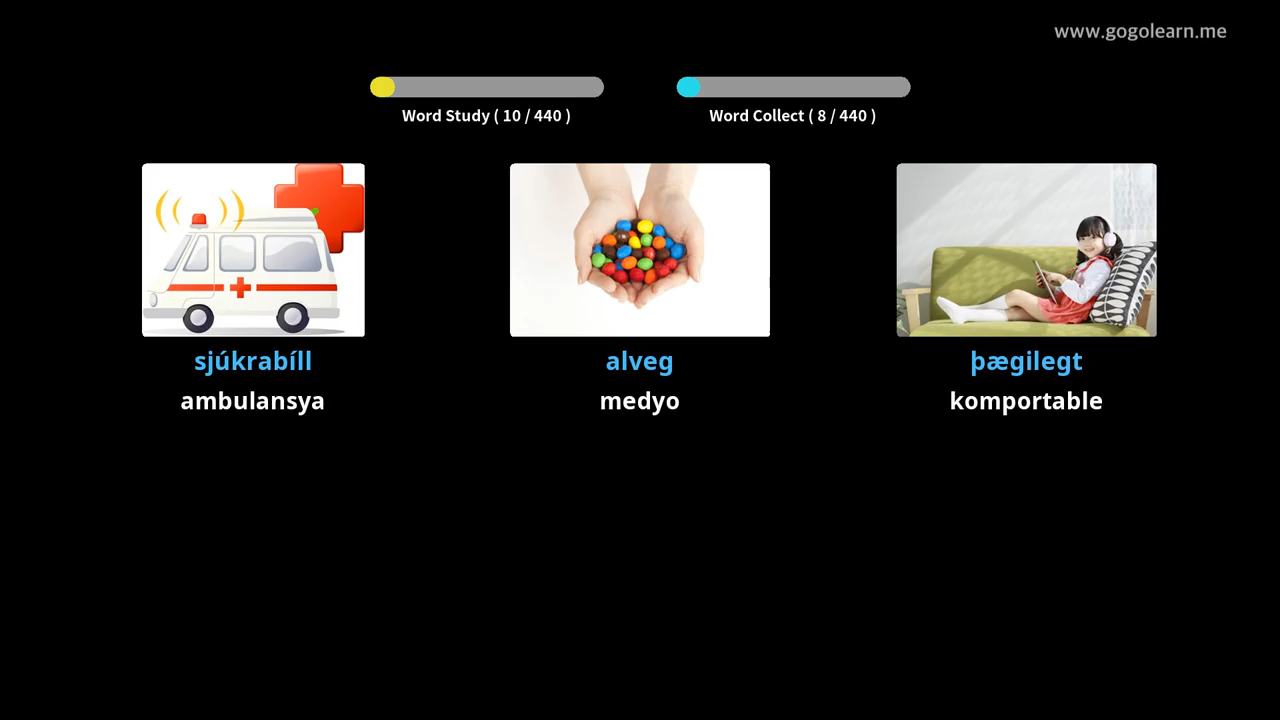 www.gogolearn.me
Word Study ( 10 / 440 )
Word Collect ( 8 / 440 )
sjúkrabíll
ambulansya
alveg
medyo
þægilegt
komportable